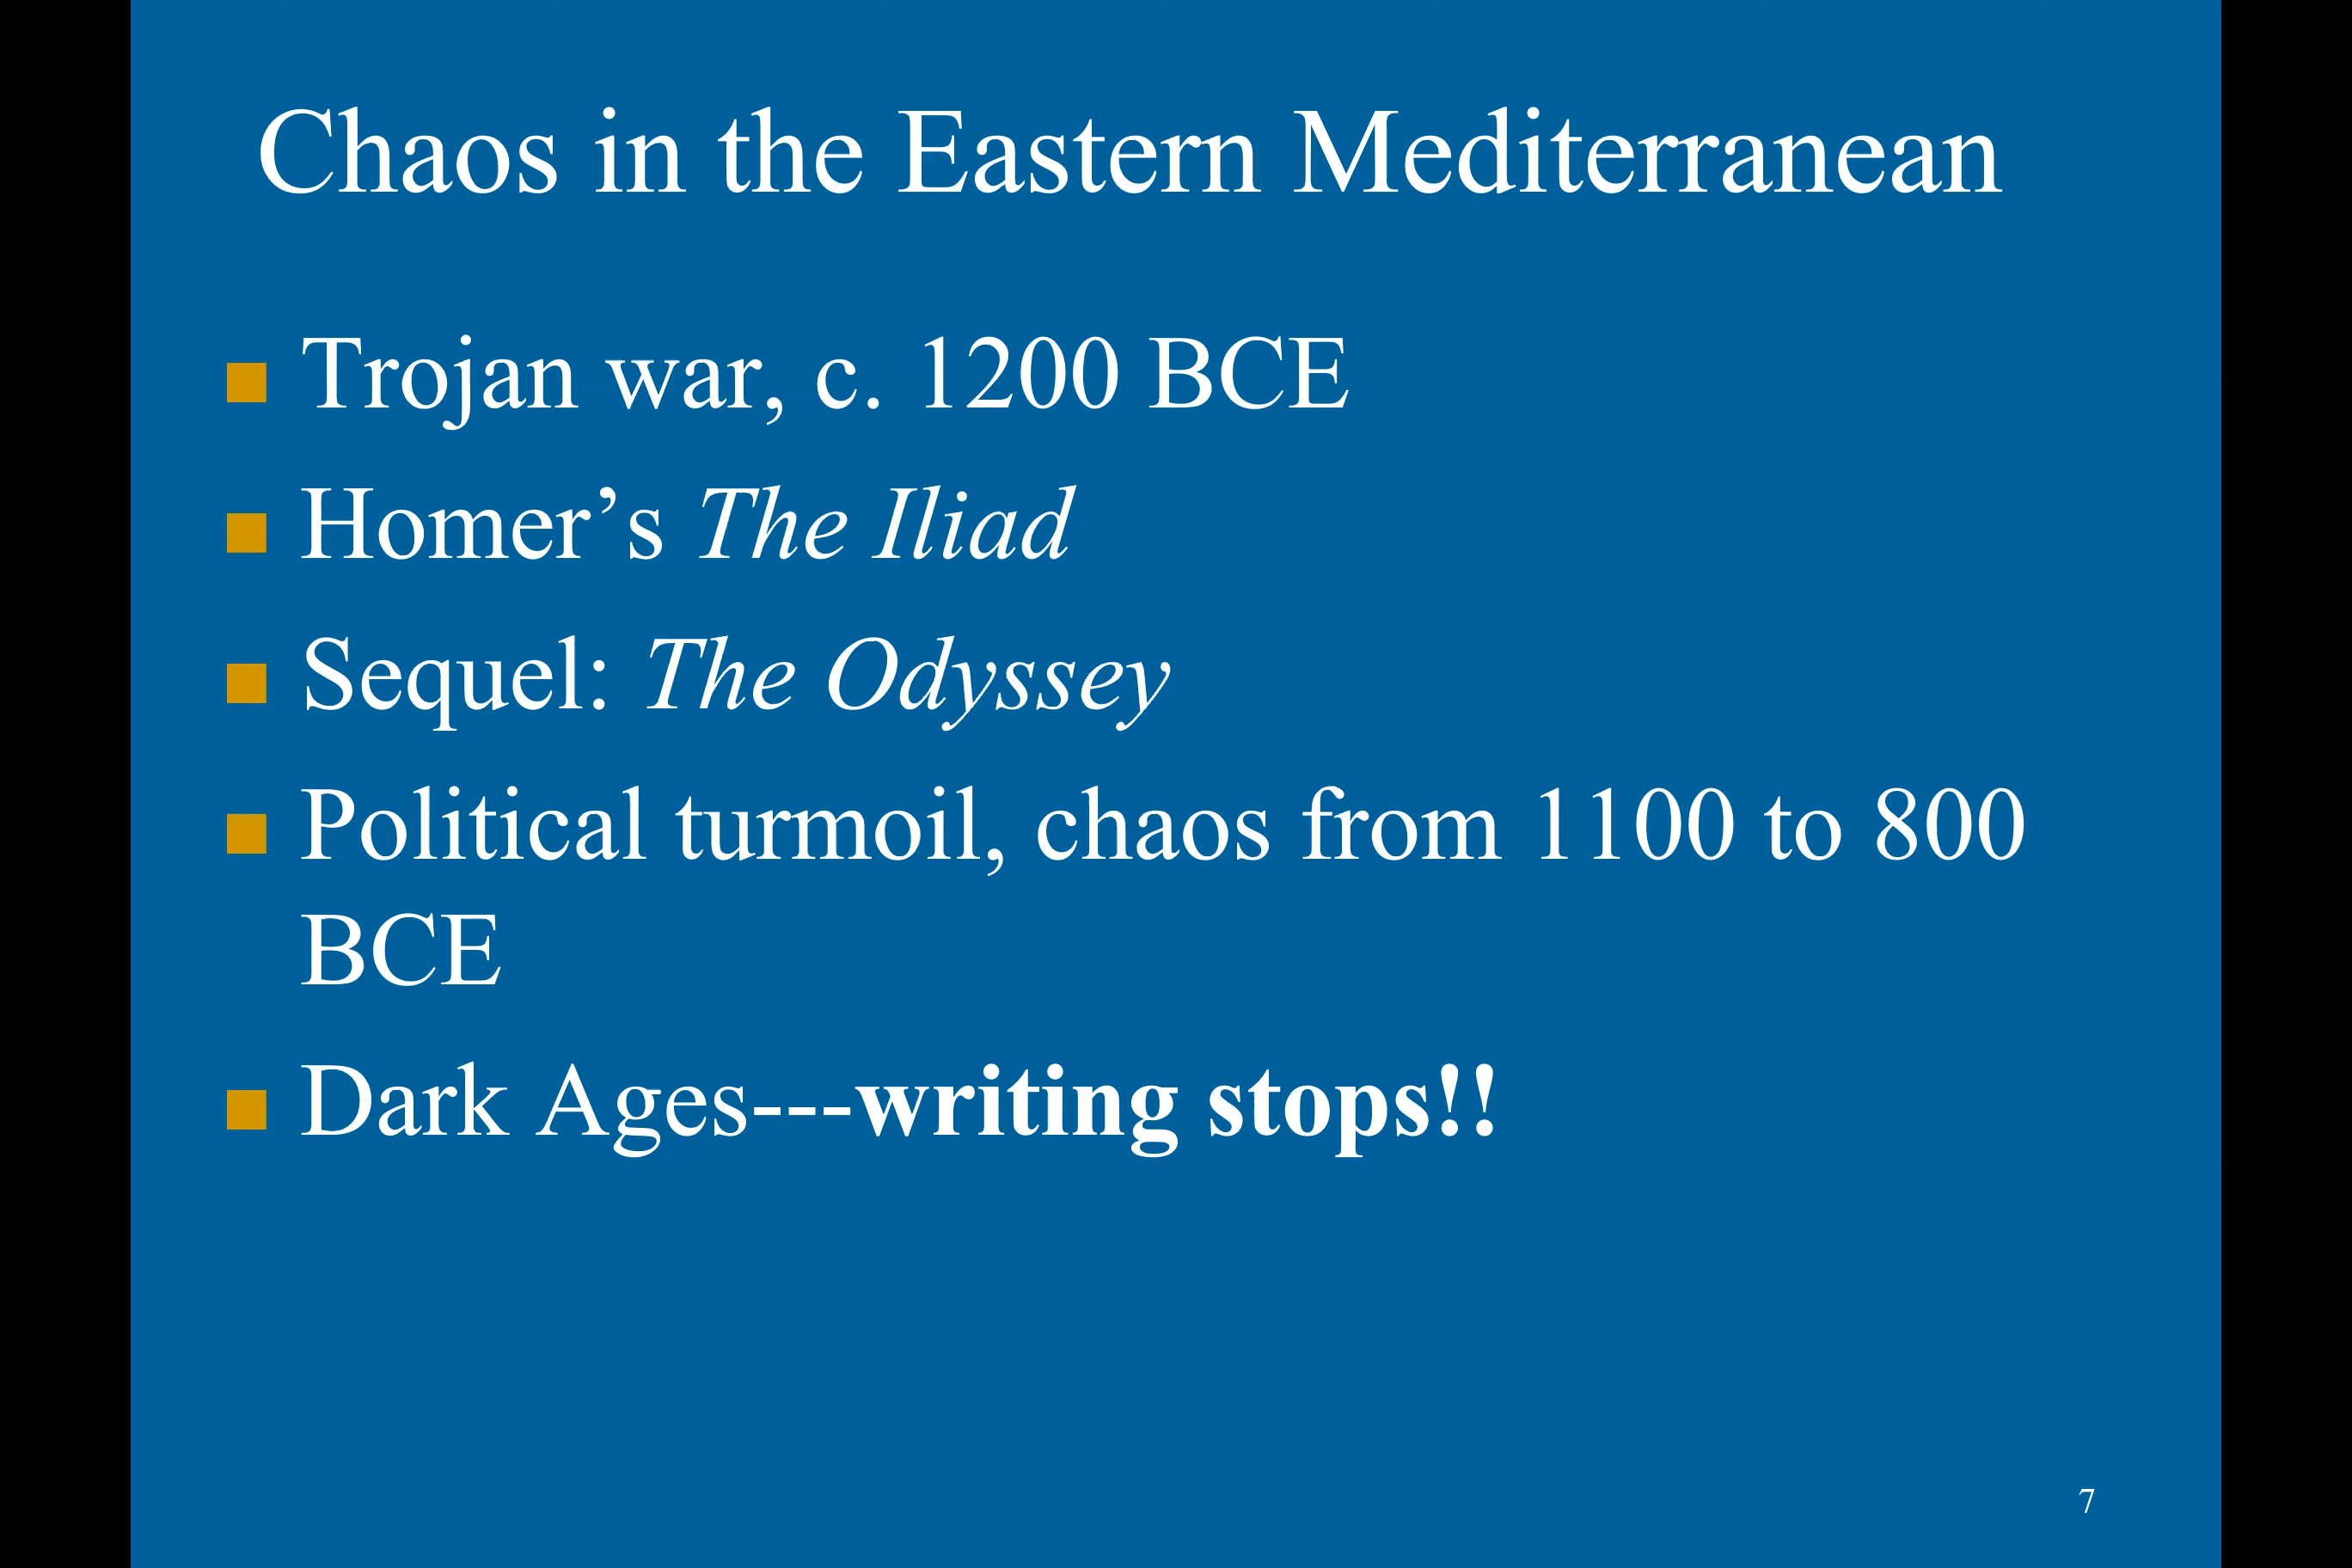 Chaos in the Eastern Mediterranean
Trojan war, c. 1200 BCE
Homer’s The Iliad
Sequel: The Odyssey
Political turmoil, chaos from 1100 to 800
BCE
Dark Ages---writing stops!!
7